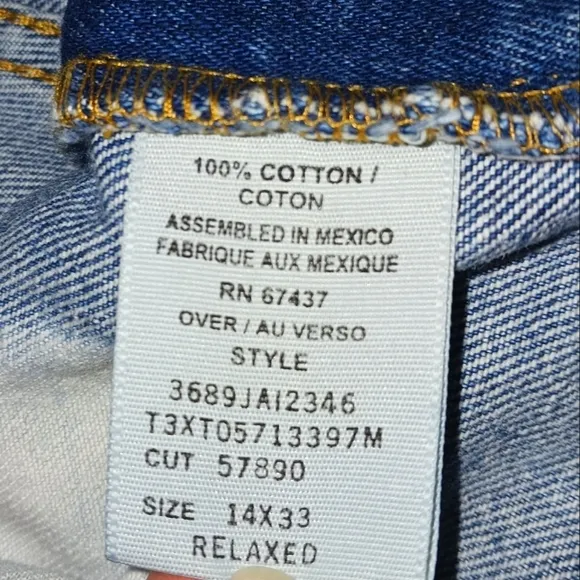 100% COTTON /
COTON
ASSEMBLED IN MEXICO
FABRIQUE AUX MEXIQUE
RN 67437
OVER / AU VERSO
STYLE
3689JAI2346
T3XT05713397M
CUT 57890
SIZE 14X33
RELAXED